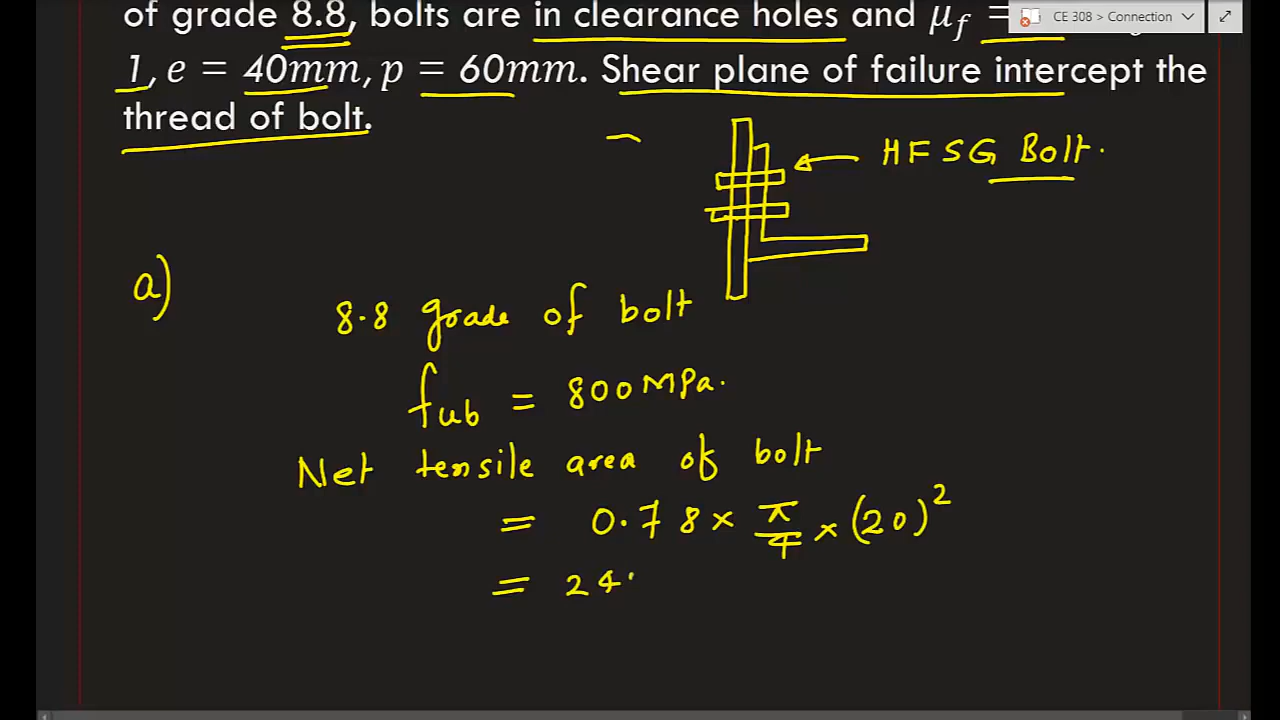 of grade 8.8, bolts are in clearance holes and μf =
CE 308 > Connection
1, e = 40mm, p = 60mm. Shear plane of failure intercept the
thread of bolt.
HFSG Bolt.
a)
8.8 grade of bolt
fub = 800MPa.
Net tensile area of bolt
= 0.78 × π/4 × (20)²
= 24